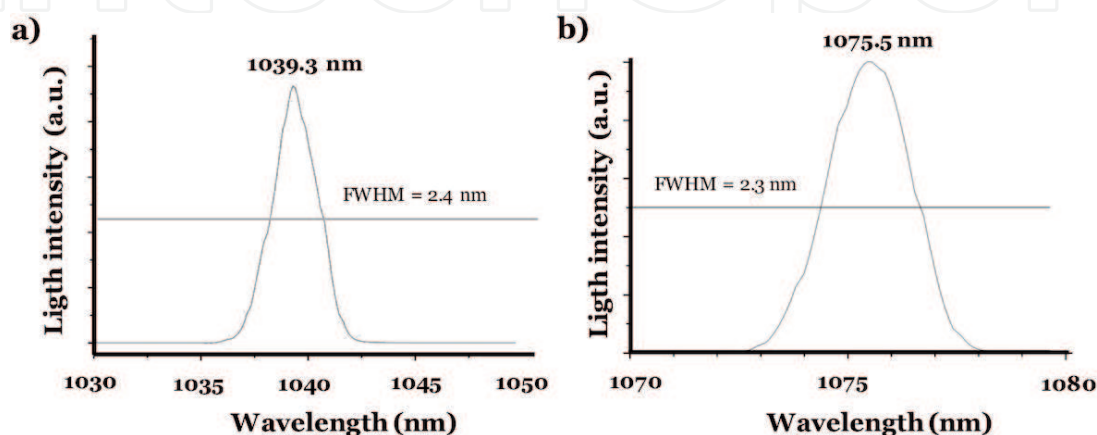 a)
1039.3 nm
FWHM = 2.4 nm
Ligth intensity (a.u.)
1030 1035 1040 1045 1050
Wavelength (nm)
b)
1075.5 nm
FWHM = 2.3 nm
Ligth intensity (a.u.)
1070 1075 1080
Wavelength (nm)